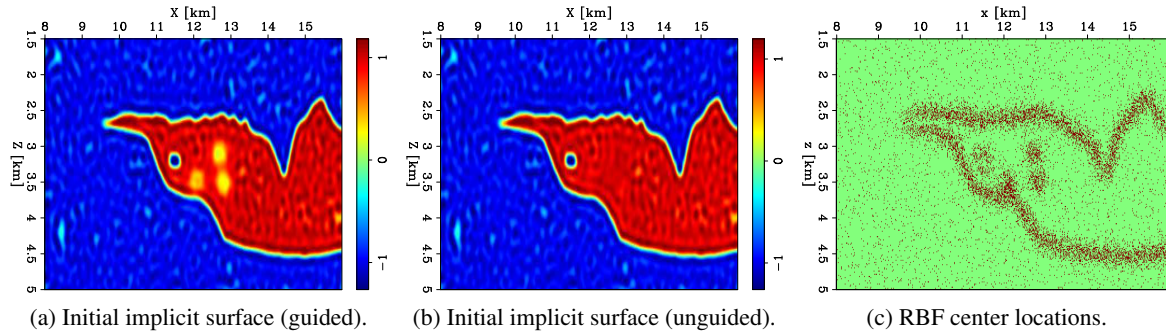 X [km]
8 9 10 11 12 13 14 15
1.5
2
2.5
3
3.5
4
4.5
5
Z [km]
1
0
−1
(a) Initial implicit surface (guided).
X [km]
8 9 10 11 12 13 14 15
1.5
2
2.5
3
3.5
4
4.5
5
Z [km]
1
0
−1
(b) Initial implicit surface (unguided).
x [km]
8 9 10 11 12 13 14 15
1.5
2
2.5
3
3.5
4
4.5
5
z [km]
(c) RBF center locations.